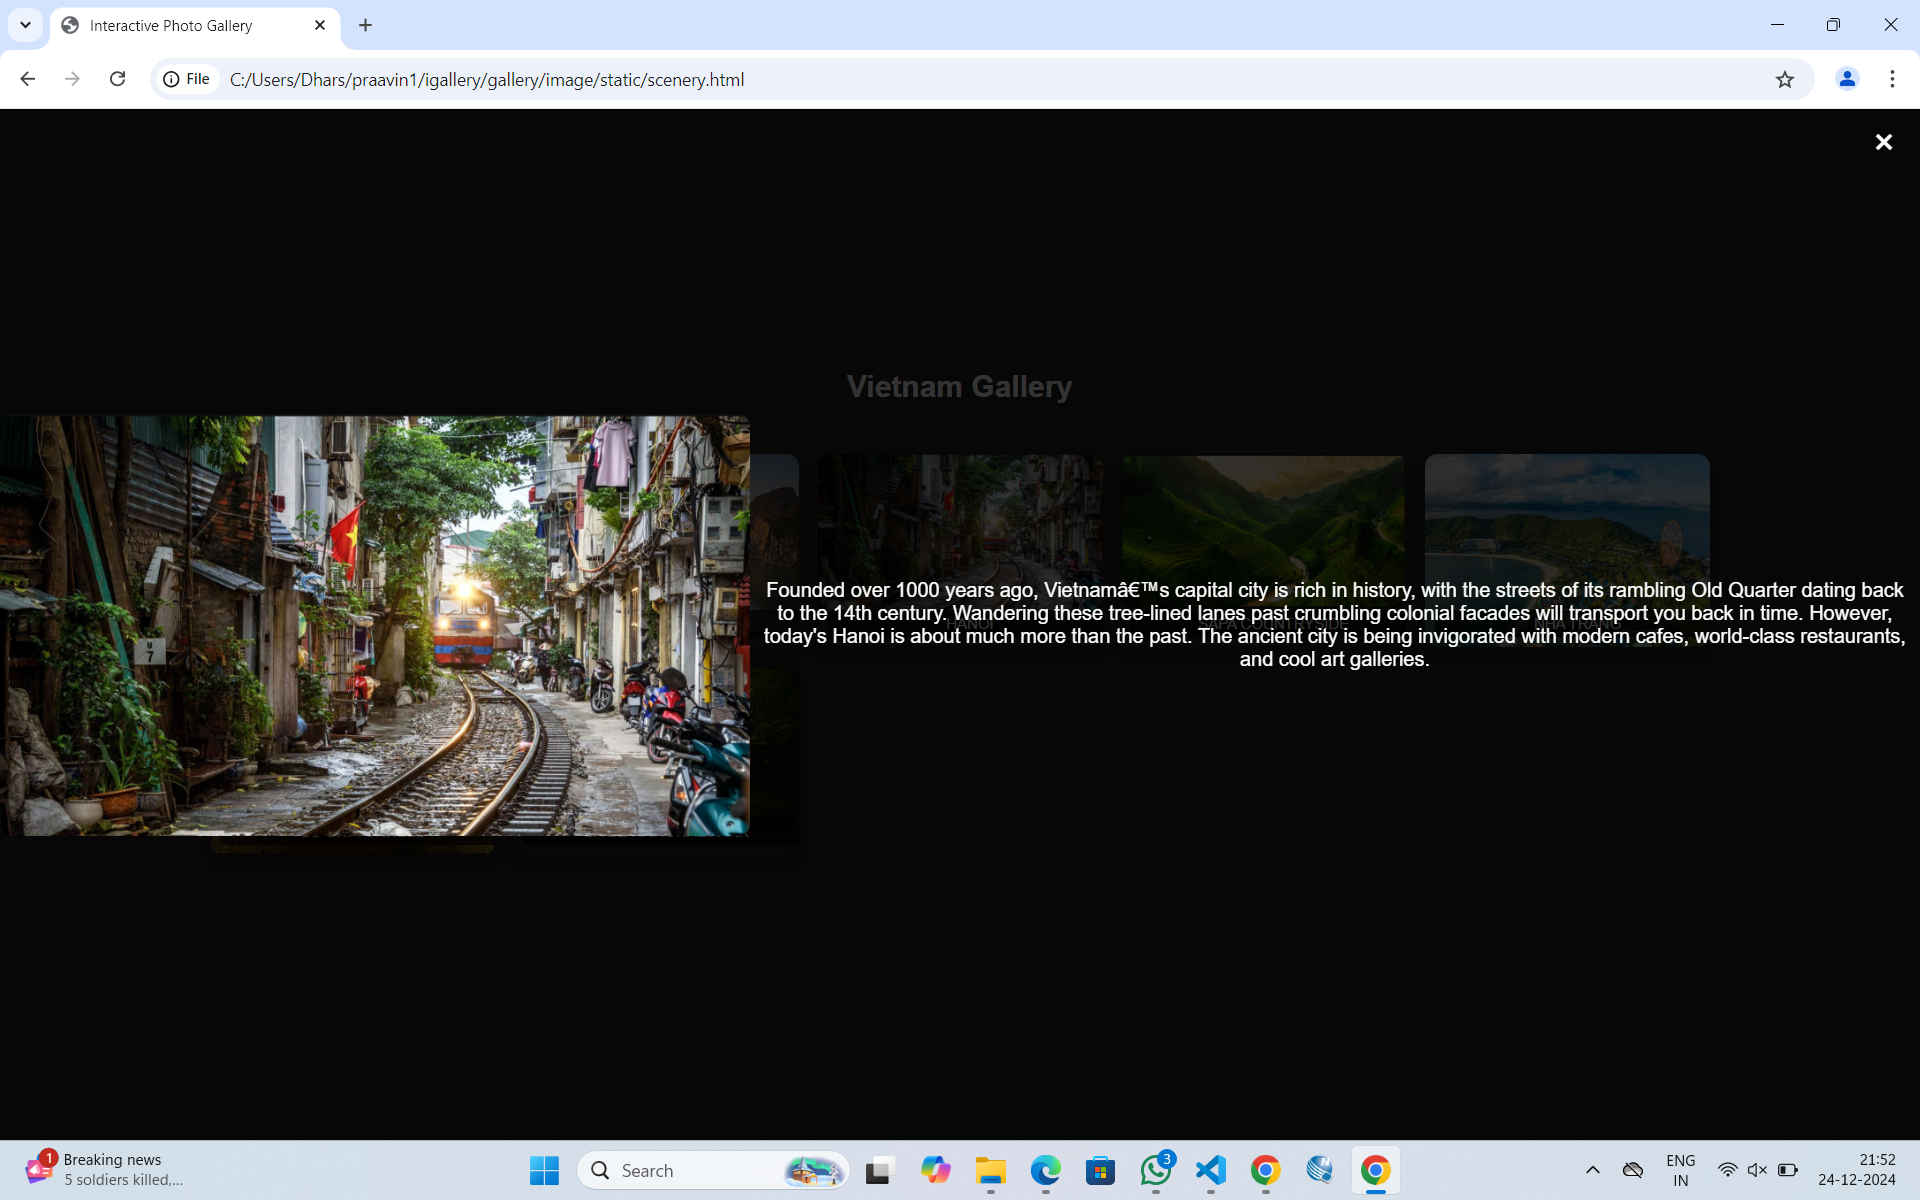 Interactive Photo Gallery
File
C:/Users/Dhars/praavin1/igallery/gallery/image/static/scenery.html
Vietnam Gallery
Founded over 1000 years ago, Vietnamâ€™s capital city is rich in history, with the streets of its rambling Old Quarter dating back
to the 14th century. Wandering these tree-lined lanes past crumbling colonial facades will transport you back in time. However,
HANOI
SAPA COUNTRYSIDE
NHA TRANG
today's Hanoi is about much more than the past. The ancient city is being invigorated with modern cafes, world-class restaurants,
and cool art galleries.
U
7
1
Breaking news
5 soldiers killed,...
Search
3
ENG
IN
21:52
24-12-2024